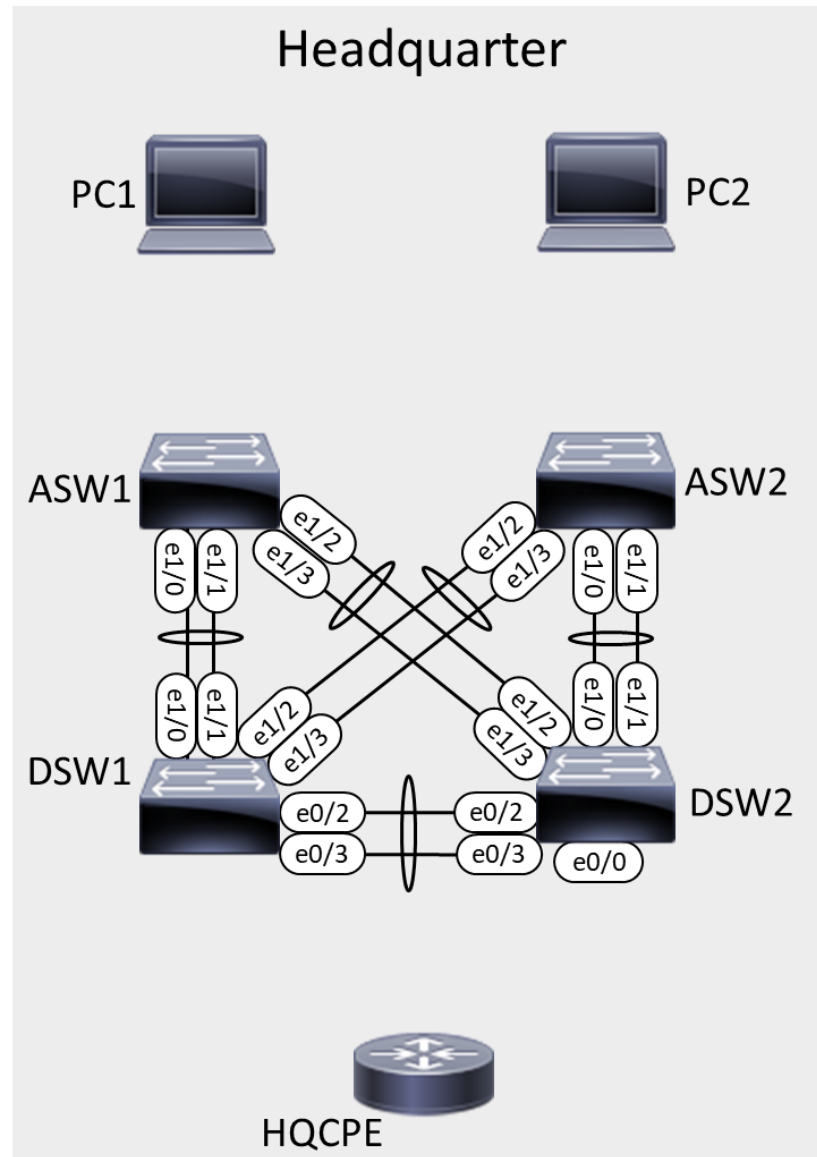 Headquarter
PC1
PC2
ASW1
ASW2
e1/2
e1/3
e1/2
e1/3
e1/0
e1/1
e1/0
e1/1
e1/0
e1/1
e1/2
e1/3
e1/2
e1/3
e1/0
e1/1
DSW1
DSW2
e0/2
e0/2
e0/3
e0/3
e0/0
HQCPE